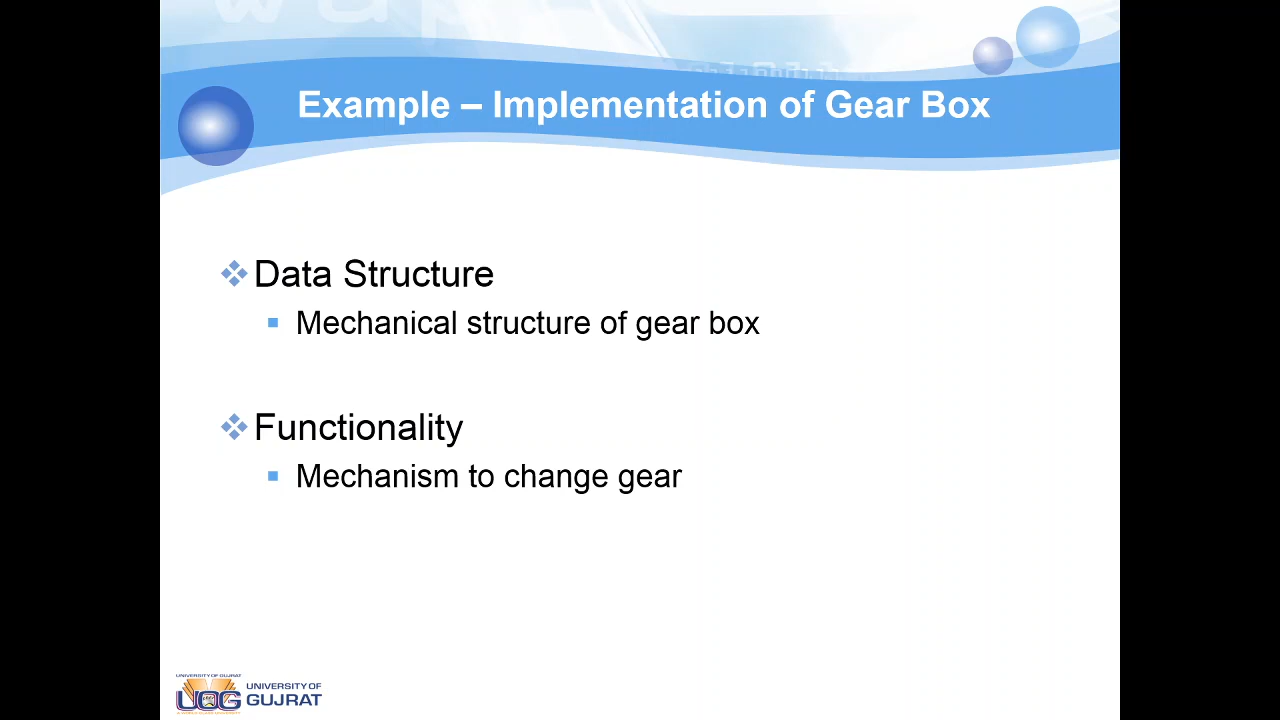 Example – Implementation of Gear Box
Data Structure
Mechanical structure of gear box
Functionality
Mechanism to change gear
UNIVERSITY OF GUJRAT
UOG
UNIVERSITY OF
GUJRAT